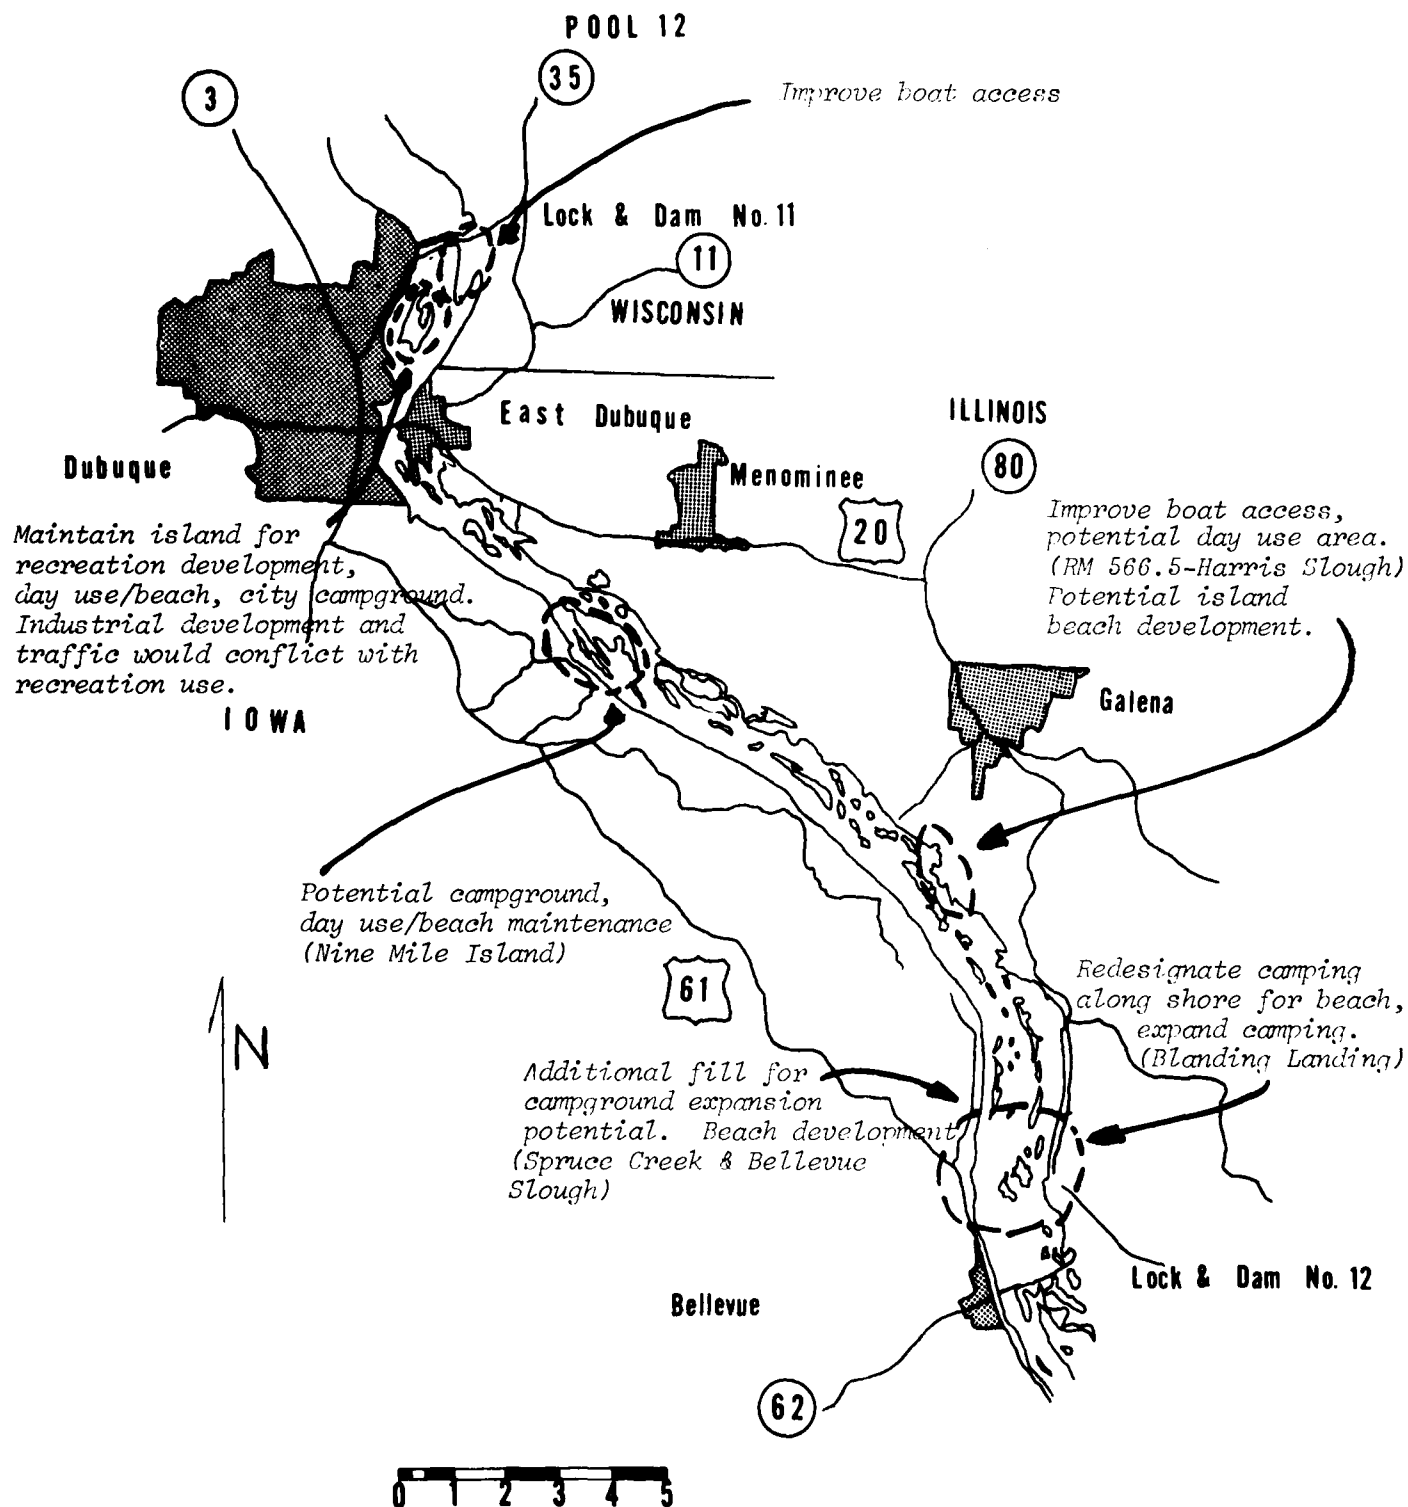 POOL 12
35
3
Improve boat access
Lock & Dam No. 11
11
WISCONSIN
East Dubuque
ILLINOIS
80
Dubuque
Menominee
20
Improve boat access,
potential day use area.
(RM 566.5-Harris Slough)
Potential island
beach development.
Maintain island for
recreation development,
day use/beach, city campground.
Industrial development and
traffic would conflict with
recreation use.
IOWA
Galena
Potential campground,
day use/beach maintenance
(Nine Mile Island)
61
N
Redesignate camping
along shore for beach,
expand camping.
(Blanding Landing)
Additional fill for
campground expansion
potential. Beach development
(Spruce Creek & Bellevue
Slough)
Lock & Dam No. 12
Bellevue
62
0 1 2 3 4 5